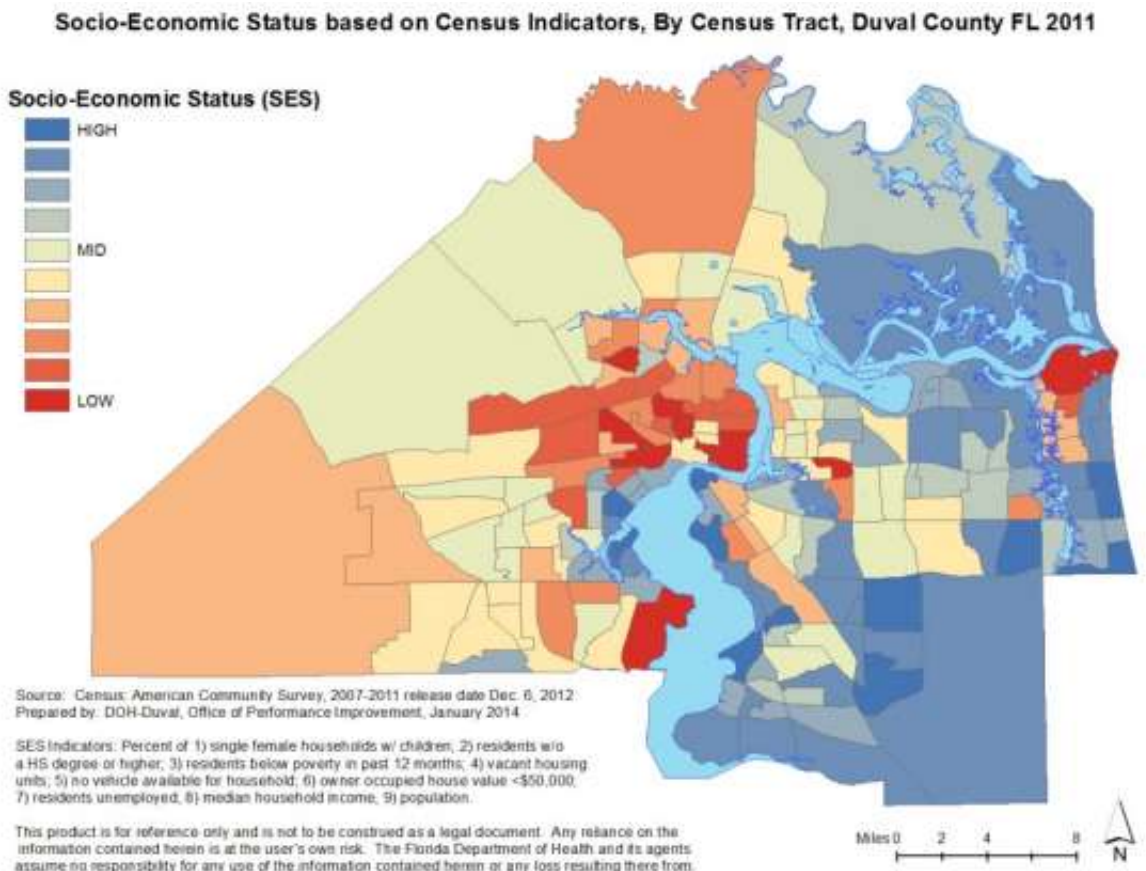 Socio-Economic Status based on Census Indicators, By Census Tract, Duval County FL 2011
Socio-Economic Status (SES)
HIGH
MID
LOW
Source: Census: American Community Survey, 2007-2011 release date Dec. 6, 2012
Prepared by: DOH-Duval, Office of Performance Improvement, January 2014
SES Indicators: Percent of 1) single female households w/ children; 2) residents w/o
a HS degree or higher; 3) residents below poverty in past 12 months; 4) vacant housing
units; 5) no vehicle available for household; 6) owner occupied house value <$50,000;
7) residents unemployed; 8) median household income; 9) population.
This product is for reference only and is not to be construed as a legal document. Any reliance on the
information contained herein is at the user's own risk. The Florida Department of Health and its agents
assume no responsibility for any use of the information contained herein or any loss resulting there from.
Miles 0 2 4 8
N